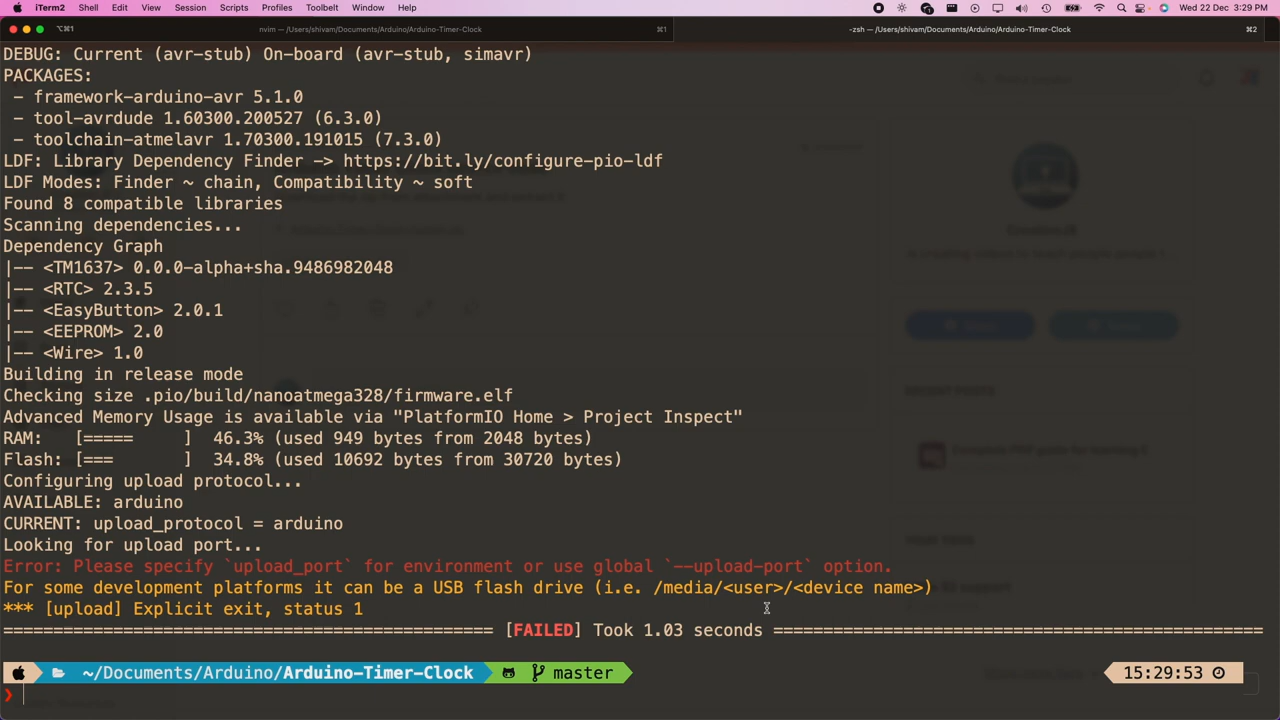 iTerm2 Shell Edit View Session Scripts Profiles Toolbelt Window Help Wed 22 Dec 3:29 PM
⌥⌘1 nvim — /Users/shivam/Documents/Arduino/Arduino-Timer-Clock ⌘1 -zsh — /Users/shivam/Documents/Arduino/Arduino-Timer-Clock ⌘2
DEBUG: Current (avr-stub) On-board (avr-stub, simavr)
PACKAGES:
- framework-arduino-avr 5.1.0
- tool-avrdude 1.60300.200527 (6.3.0)
- toolchain-atmelavr 1.70300.191015 (7.3.0)
LDF: Library Dependency Finder -> https://bit.ly/configure-pio-ldf
LDF Modes: Finder ~ chain, Compatibility ~ soft
Found 8 compatible libraries
Scanning dependencies...
Dependency Graph
|-- <TM1637> 0.0.0-alpha+sha.9486982048
|-- <RTC> 2.3.5
|-- <EasyButton> 2.0.1
|-- <EEPROM> 2.0
|-- <Wire> 1.0
Building in release mode
Checking size .pio/build/nanoatmega328/firmware.elf
Advanced Memory Usage is available via "PlatformIO Home > Project Inspect"
RAM: [===== ] 46.3% (used 949 bytes from 2048 bytes)
Flash: [=== ] 34.8% (used 10692 bytes from 30720 bytes)
Configuring upload protocol...
AVAILABLE: arduino
CURRENT: upload_protocol = arduino
Looking for upload port...
Error: Please specify `upload_port` for environment or use global `--upload-port` option.
For some development platforms it can be a USB flash drive (i.e. /media/<user>/<device name>)
*** [upload] Explicit exit, status 1
================================================= [FAILED] Took 1.03 seconds =================================================
~/Documents/Arduino/Arduino-Timer-Clock master 15:29:53
❯